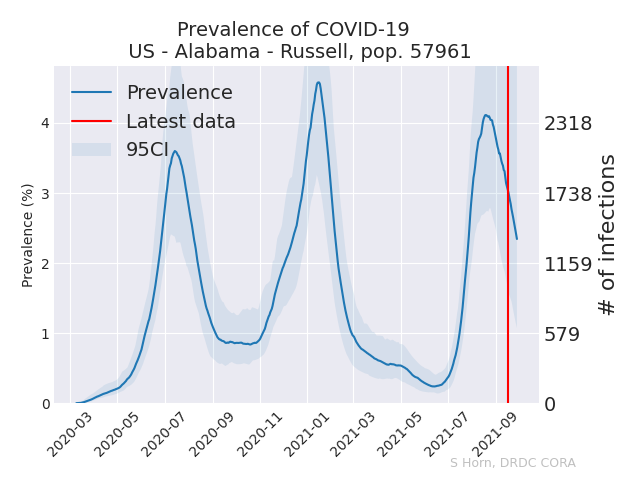 Prevalence of COVID-19
US - Alabama - Russell, pop. 57961
Prevalence
Latest data
95CI
Prevalence (%)
4
3
2
1
0
2318
1738
1159
579
0
# of infections
2020-03
2020-05
2020-07
2020-09
2020-11
2021-01
2021-03
2021-05
2021-07
2021-09
S Horn, DRDC CORA